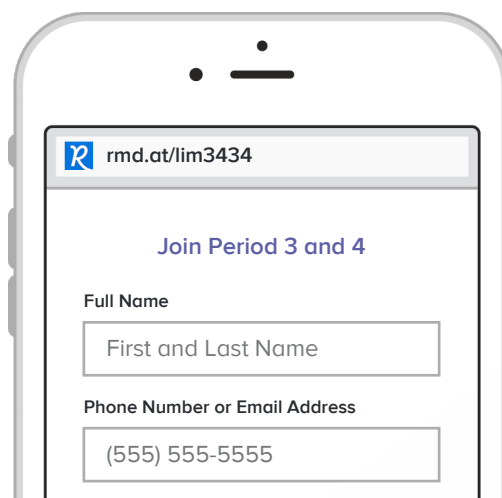 rmd.at/lim3434
Join Period 3 and 4
Full Name
First and Last Name
Phone Number or Email Address
(555) 555-5555